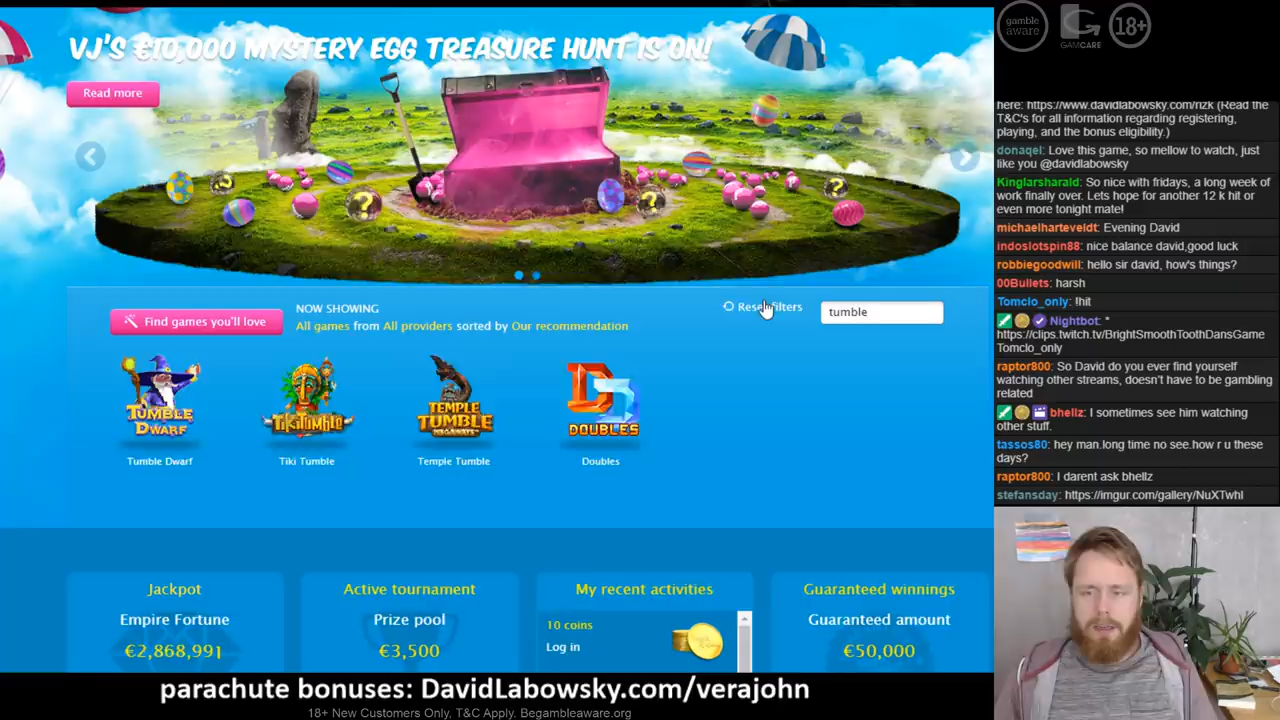 VJ'S €10,000 MYSTERY EGG TREASURE HUNT IS ON!
Read more
NOW SHOWING
Find games you'll love
All games from All providers sorted by Our recommendation
Reset filters
tumble
TUMBLE DWARF
TIKI TUMBLE
TEMPLE TUMBLE MEGAWAYS
DOUBLES
Tumble Dwarf
Tiki Tumble
Temple Tumble
Doubles
Jackpot
Empire Fortune
€2,868,991
Active tournament
Prize pool
€3,500
My recent activities
10 coins
Log in
Guaranteed winnings
Guaranteed amount
€50,000
parachute bonuses: DavidLabowsky.com/verajohn
18+ New Customers Only, T&C Apply. Begambleaware.org
gamble aware
GAMCARE
18+
here: https://www.davidlabowsky.com/rizk (Read the
T&C's for all information regarding registering,
playing, and the bonus eligibility.)
donaqel: Love this game, so mellow to watch, just
like you @davidlabowsky
Kinglarsharald: So nice with fridays, a long week of
work finally over. Lets hope for another 12 k hit or
even more tonight mate!
michaelharteveldt: Evening David
indoslotspin88: nice balance david,good luck
robbiegoodwill: hello sir david, how's things?
00Bullets: harsh
Tomclo_only: !hit
Nightbot: *
https://clips.twitch.tv/BrightSmoothToothDansGame
Tomclo_only
raptor800: So David do you ever find yourself
watching other streams, doesn't have to be gambling
related
bhellz: I sometimes see him watching
other stuff.
tassos80: hey man.long time no see.how r u these
days?
raptor800: I darent ask bhellz
stefansday: https://imgur.com/gallery/NuXTwhI